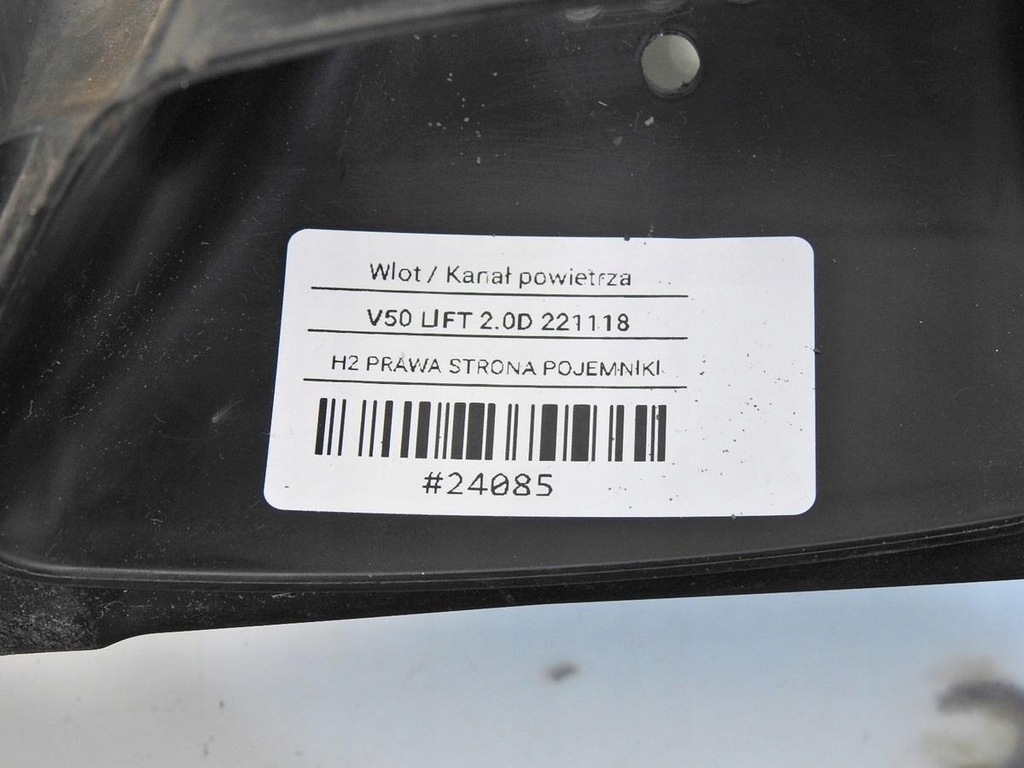 Wlot / Kanał powietrza
V50 LIFT 2.0D 221118
H2 PRAWA STRONA POJEMNIKI
#24085